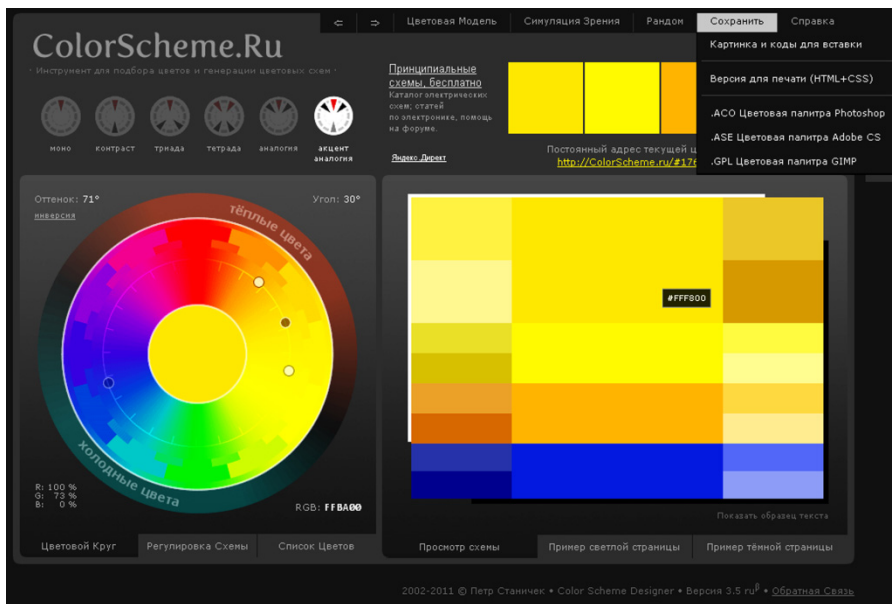 ⇐ ⇒ Цветовая Модель Симуляция Зрения Рандом Сохранить Справка
ColorScheme.Ru
· Инструмент для подбора цветов и генерации цветовых схем ·
Картинка и коды для вставки
Версия для печати (HTML+CSS)
.ACO Цветовая палитра Photoshop
.ASE Цветовая палитра Adobe CS
.GPL Цветовая палитра GIMP
Принципиальные
схемы, бесплатно
Каталог электрических
схем; статей
по электронике, помощь
на форуме.
Яндекс.Директ
моно контраст триада тетрада аналогия акцент
аналогия
Постоянный адрес текущей ц
http://ColorScheme.ru/#176
Оттенок: 71°
инверсия
Угол: 30°
тёплые цвета
холодные цвета
R: 100 %
G: 73 %
B: 0 %
RGB: FFBA00
#FFF800
Показать образец текста
Цветовой Круг Регулировка Схемы Список Цветов
Просмотр схемы Пример светлой страницы Пример тёмной страницы
2002-2011 © Петр Станичек • Color Scheme Designer • Версия 3.5 ruβ • Обратная Связь